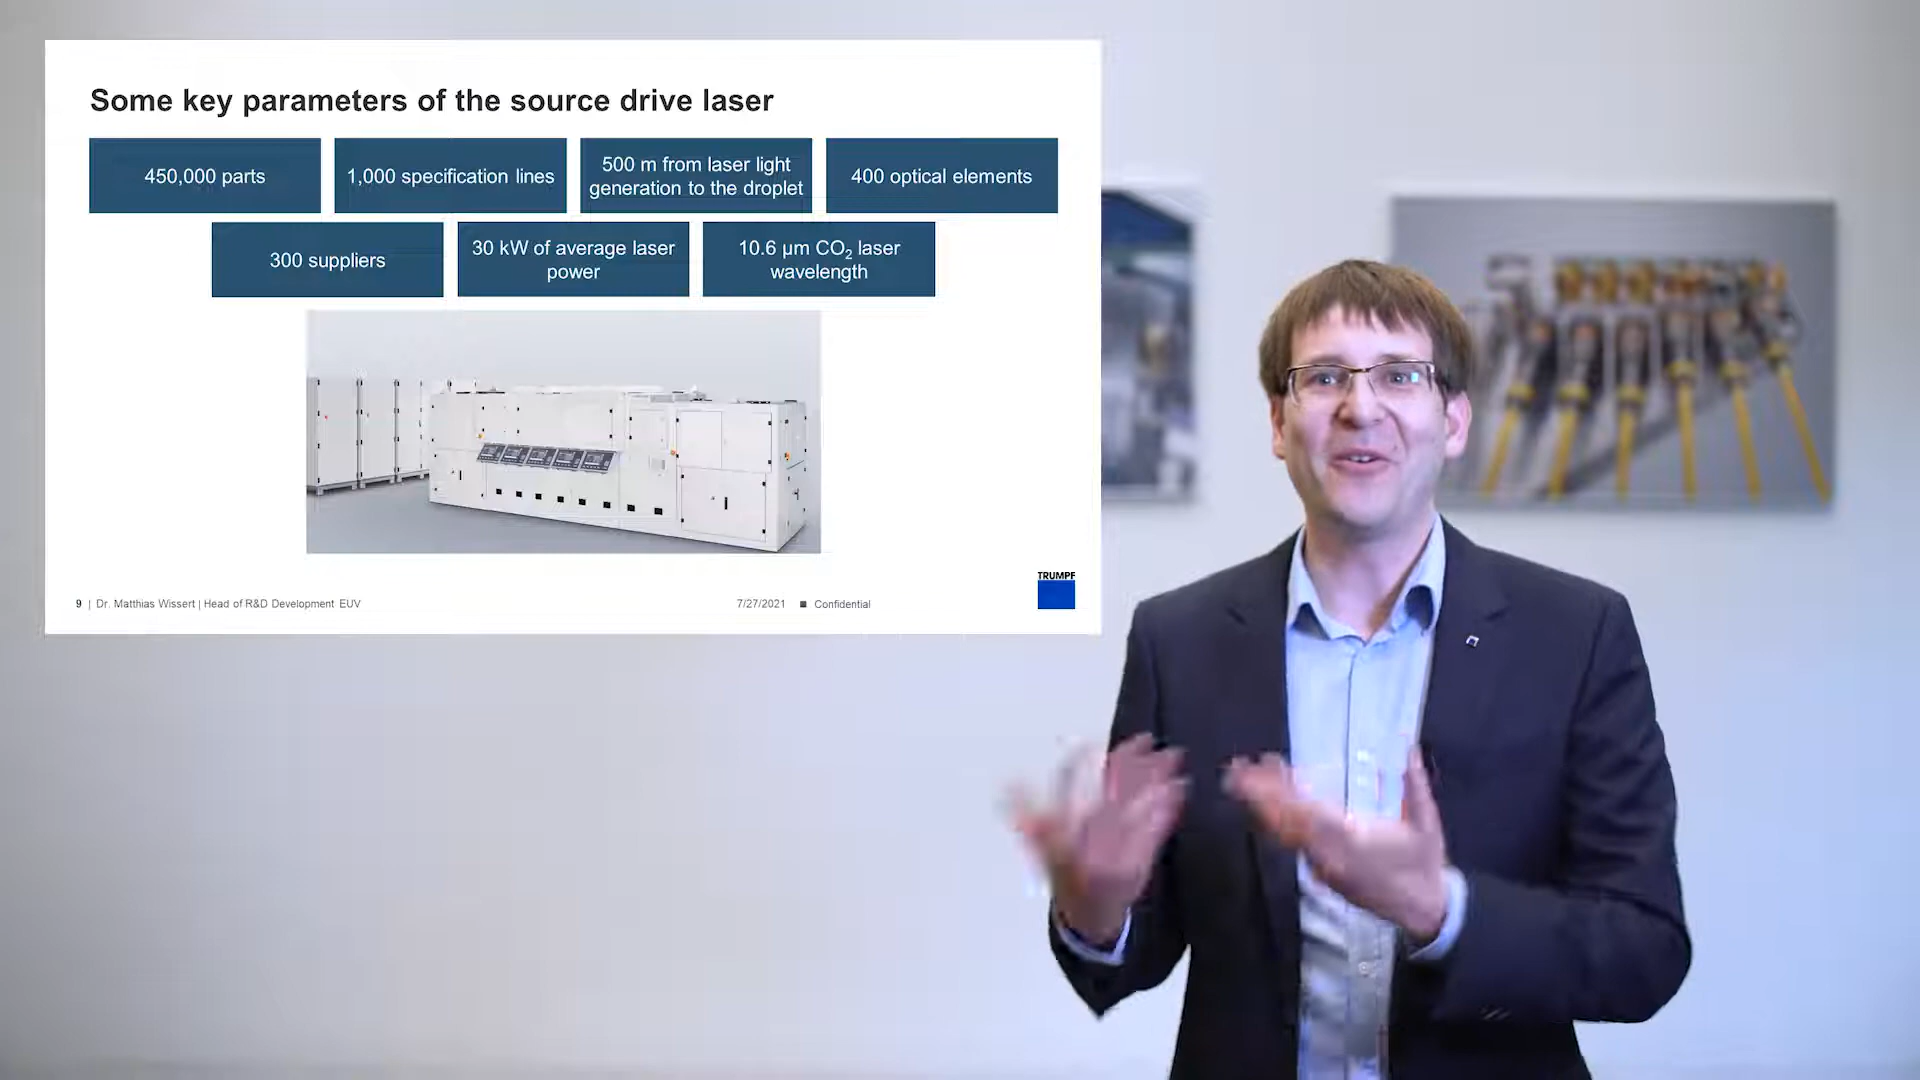 Some key parameters of the source drive laser
450,000 parts
1,000 specification lines
500 m from laser light
generation to the droplet
400 optical elements
300 suppliers
30 kW of average laser
power
10.6 µm CO₂ laser
wavelength
9 | Dr. Matthias Wissert | Head of R&D Development EUV
7/27/2021 ■ Confidential
TRUMPF